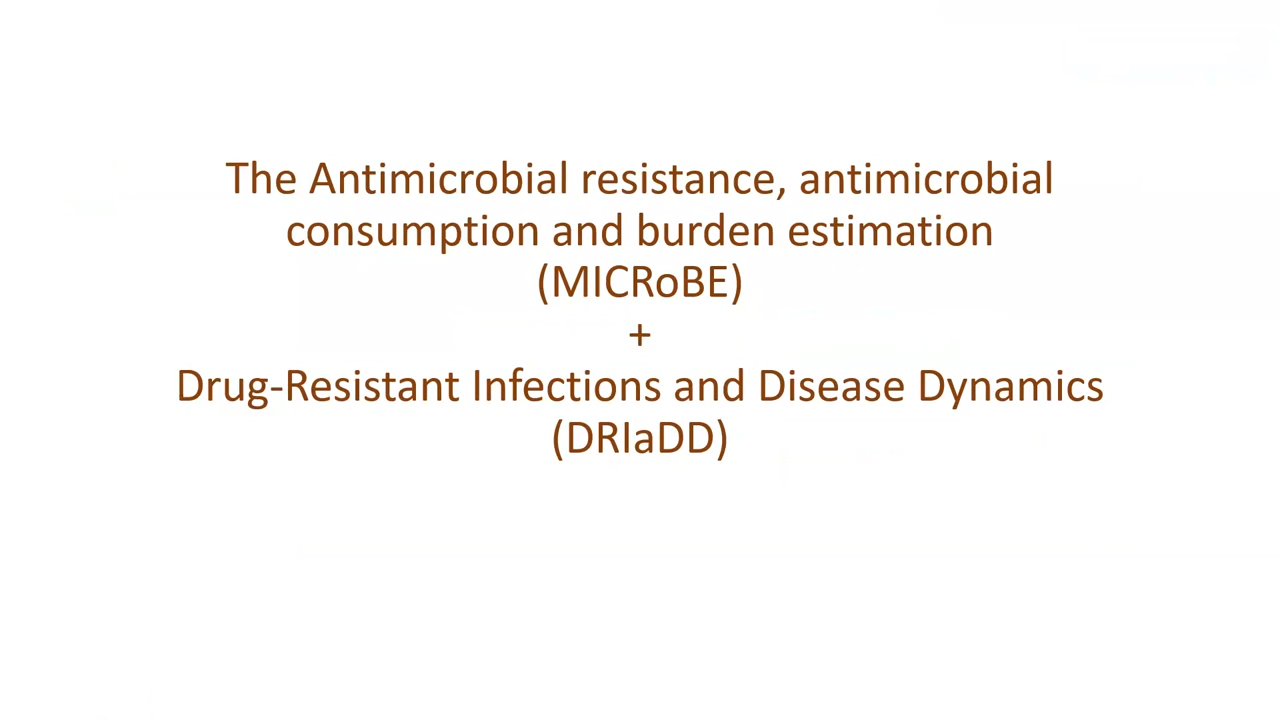 The Antimicrobial resistance, antimicrobial
consumption and burden estimation
(MICRoBE)
+
Drug-Resistant Infections and Disease Dynamics
(DRIaDD)